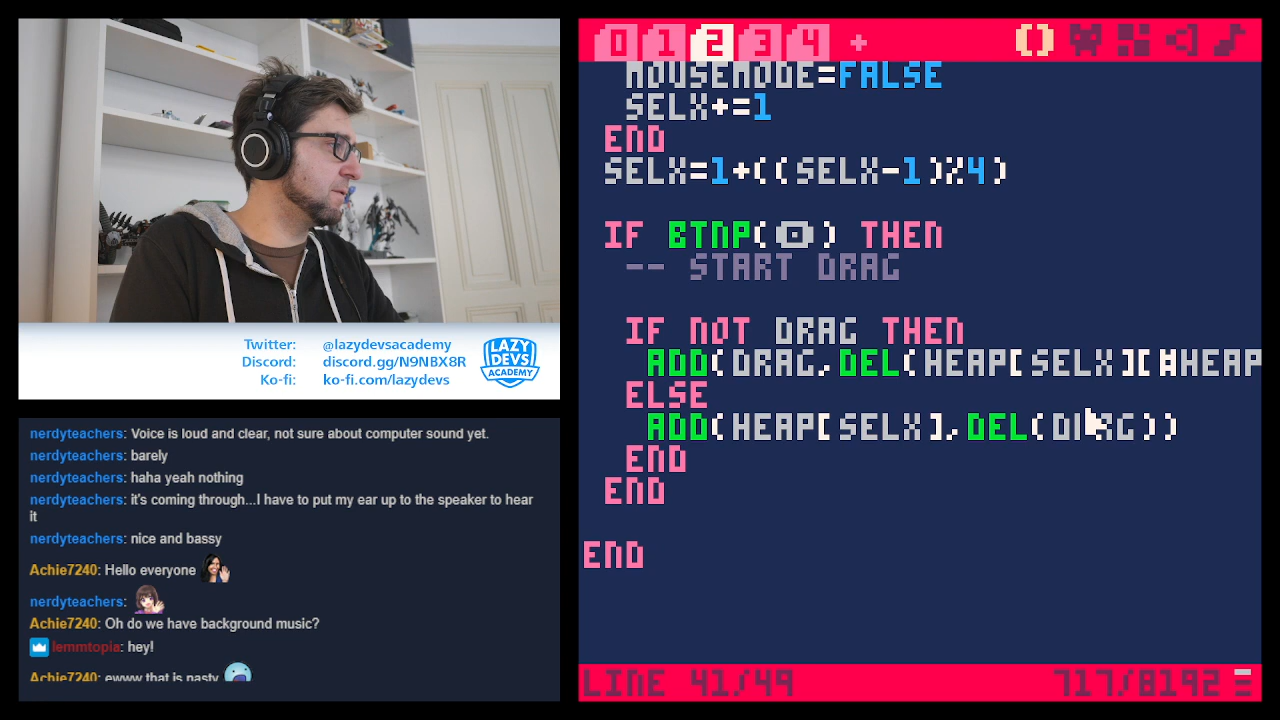 Twitter: @lazydevsacademy
Discord: discord.gg/N9NBX8R
Ko-fi: ko-fi.com/lazydevs
LAZY
DEVS
ACADEMY
nerdyteachers: Voice is loud and clear, not sure about computer sound yet.
nerdyteachers: barely
nerdyteachers: haha yeah nothing
nerdyteachers: it's coming through...I have to put my ear up to the speaker to hear
it
nerdyteachers: nice and bassy
Achie7240: Hello everyone
nerdyteachers:
Achie7240: Oh do we have background music?
lemmtopia: hey!
Achie7240: ewww that is nasty
0 1 2 3 4 +
MOUSEMODE=FALSE
SELX+=1
END
SELX=1+((SELX-1)%4)
IF BTNP(🅾️) THEN
-- START DRAG
IF NOT DRAG THEN
ADD(DRAG,DEL(HEAP[SELX][#HEAP
ELSE
ADD(HEAP[SELX],DEL(DRAG))
END
END
END
LINE 41/49
717/8192